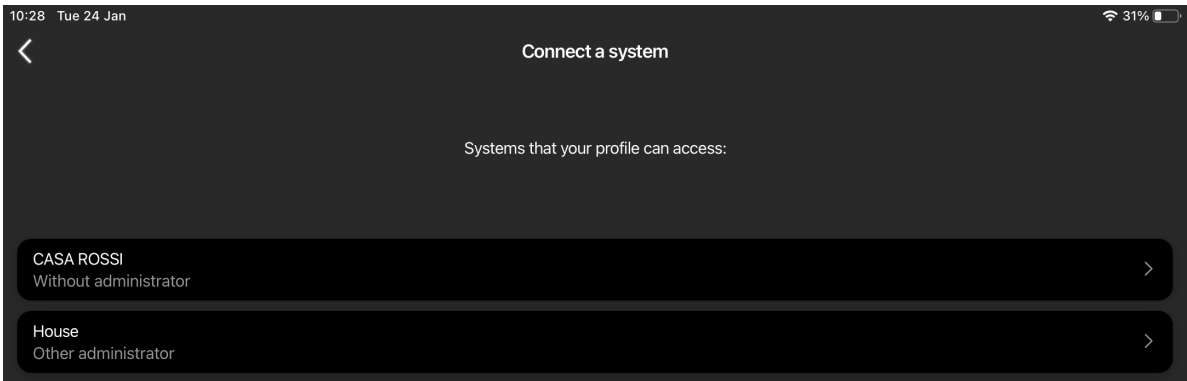 10:28 Tue 24 Jan 31%
Connect a system
Systems that your profile can access:
CASA ROSSI
Without administrator
House
Other administrator